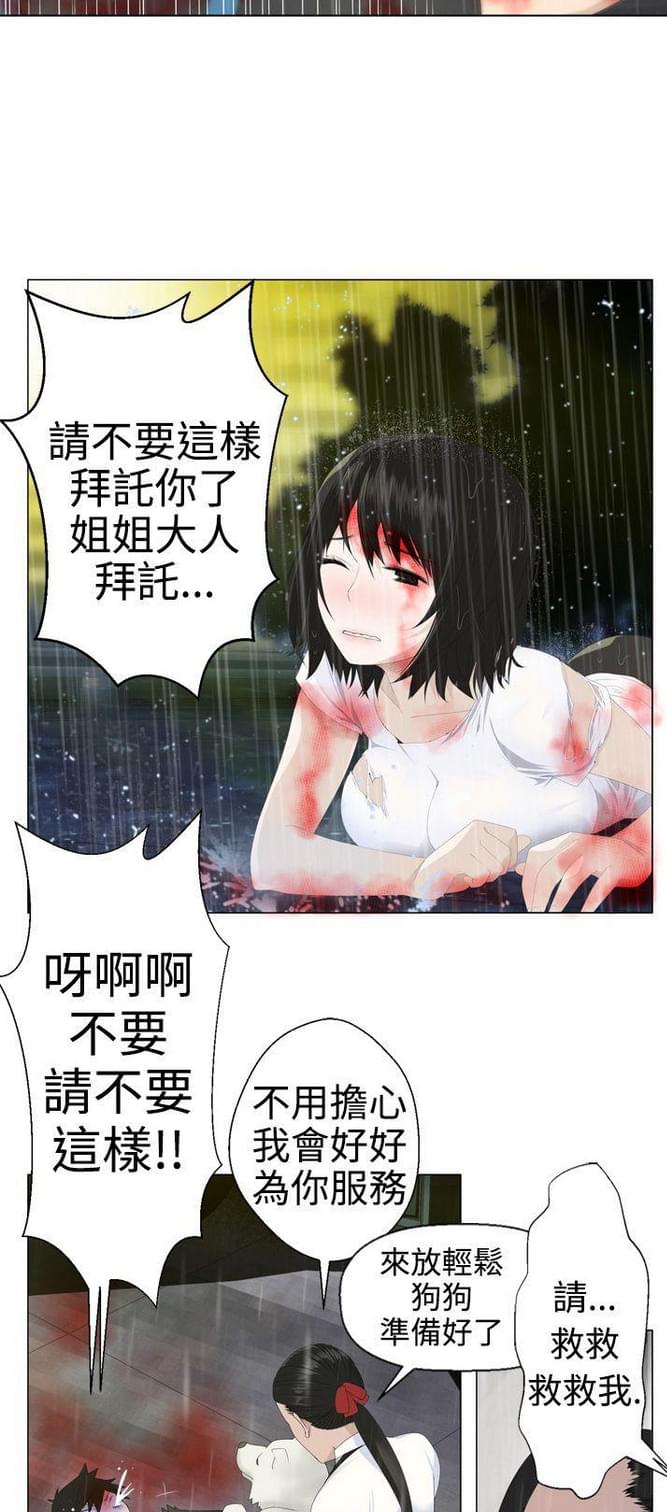 請不要這樣
拜託你了
姐姐大人
拜託...
呀啊啊
不要
請不要
這樣!!
不用擔心
我會好好
為你服務
來放輕鬆
狗狗
準備好了
請...
救救
救救我.